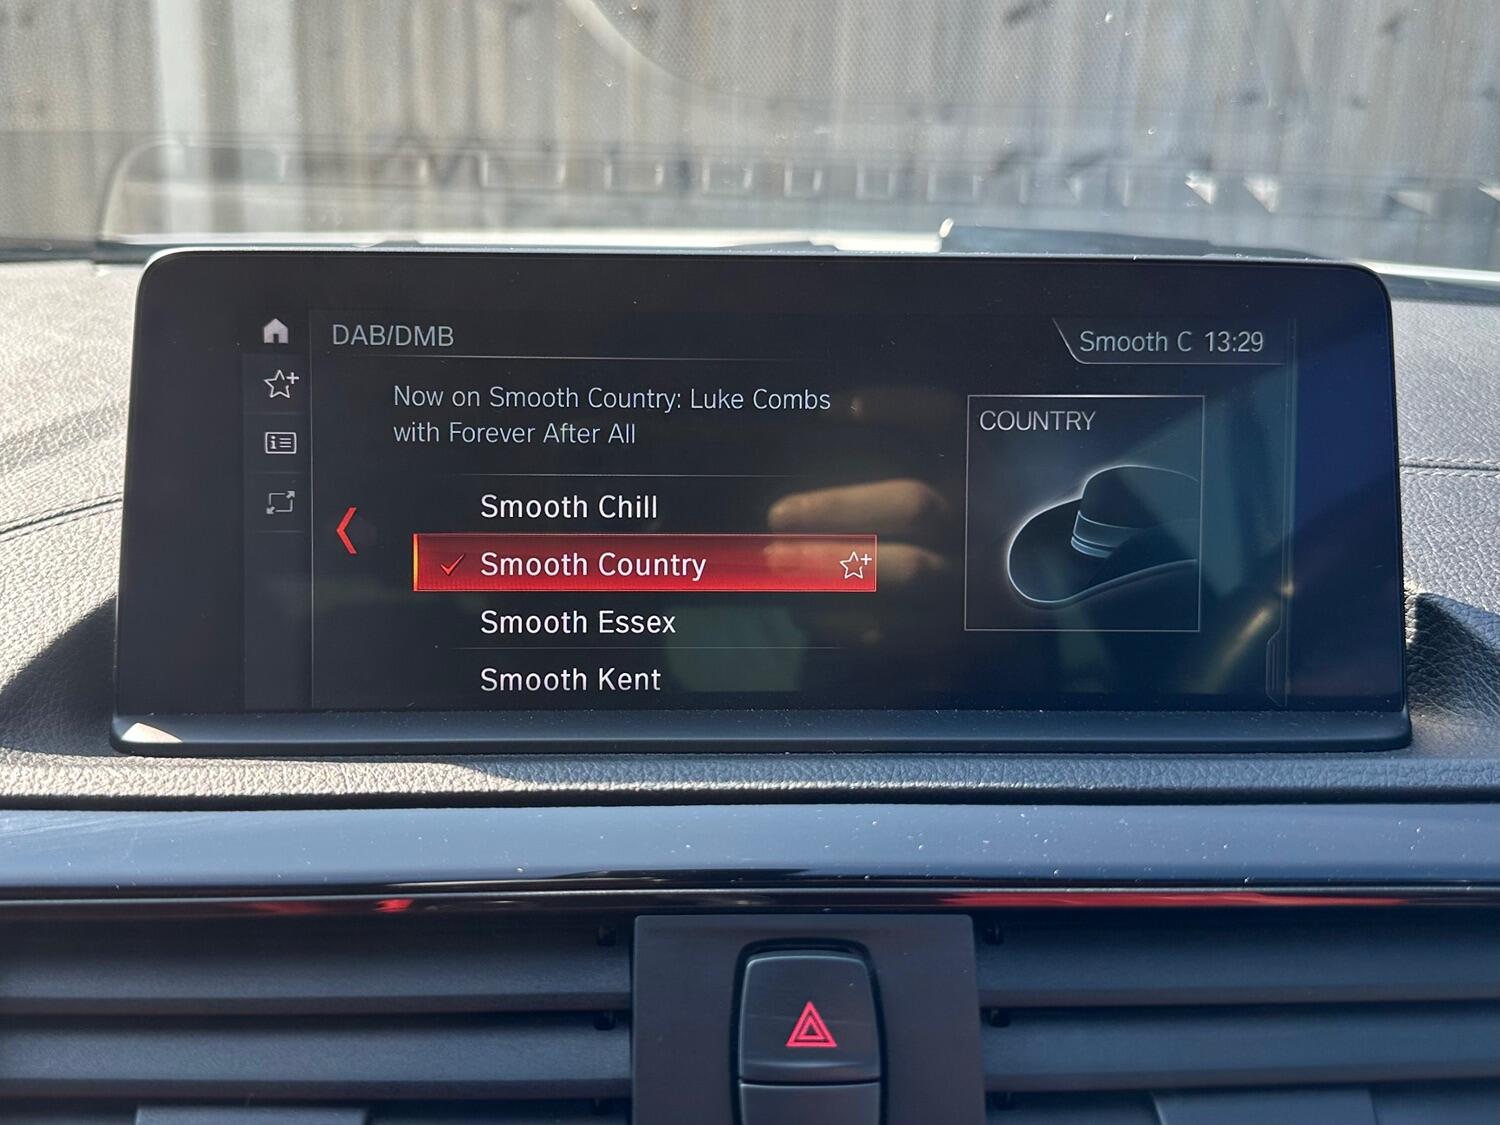 DAB/DMB
Smooth C 13:29
Now on Smooth Country: Luke Combs
with Forever After All
COUNTRY
Smooth Chill
Smooth Country
Smooth Essex
Smooth Kent